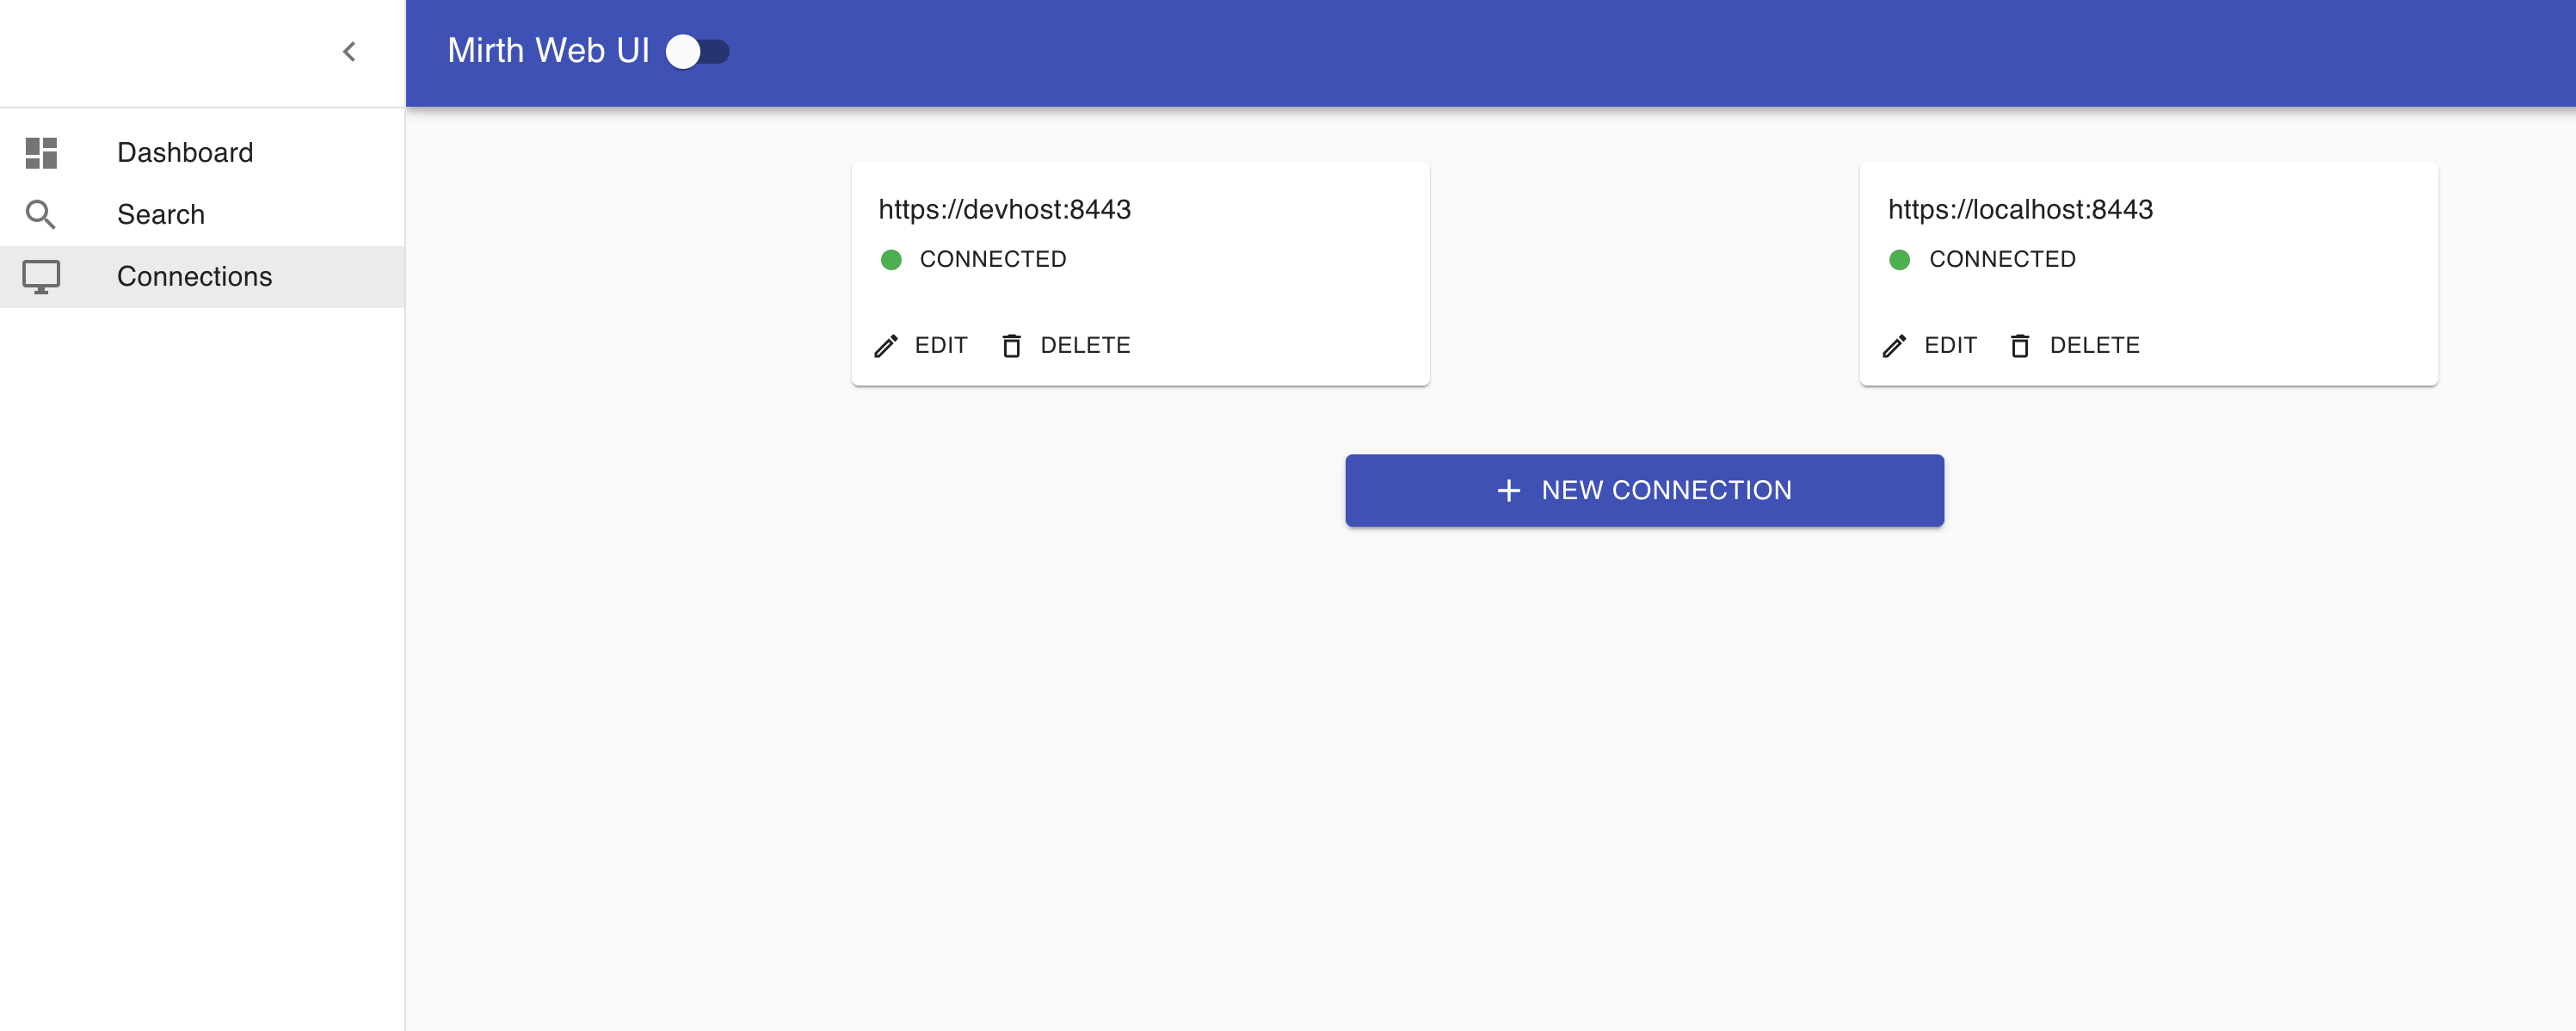 Mirth Web UI
Dashboard
Search
Connections
https://devhost:8443
CONNECTED
EDIT DELETE
https://localhost:8443
CONNECTED
EDIT DELETE
NEW CONNECTION